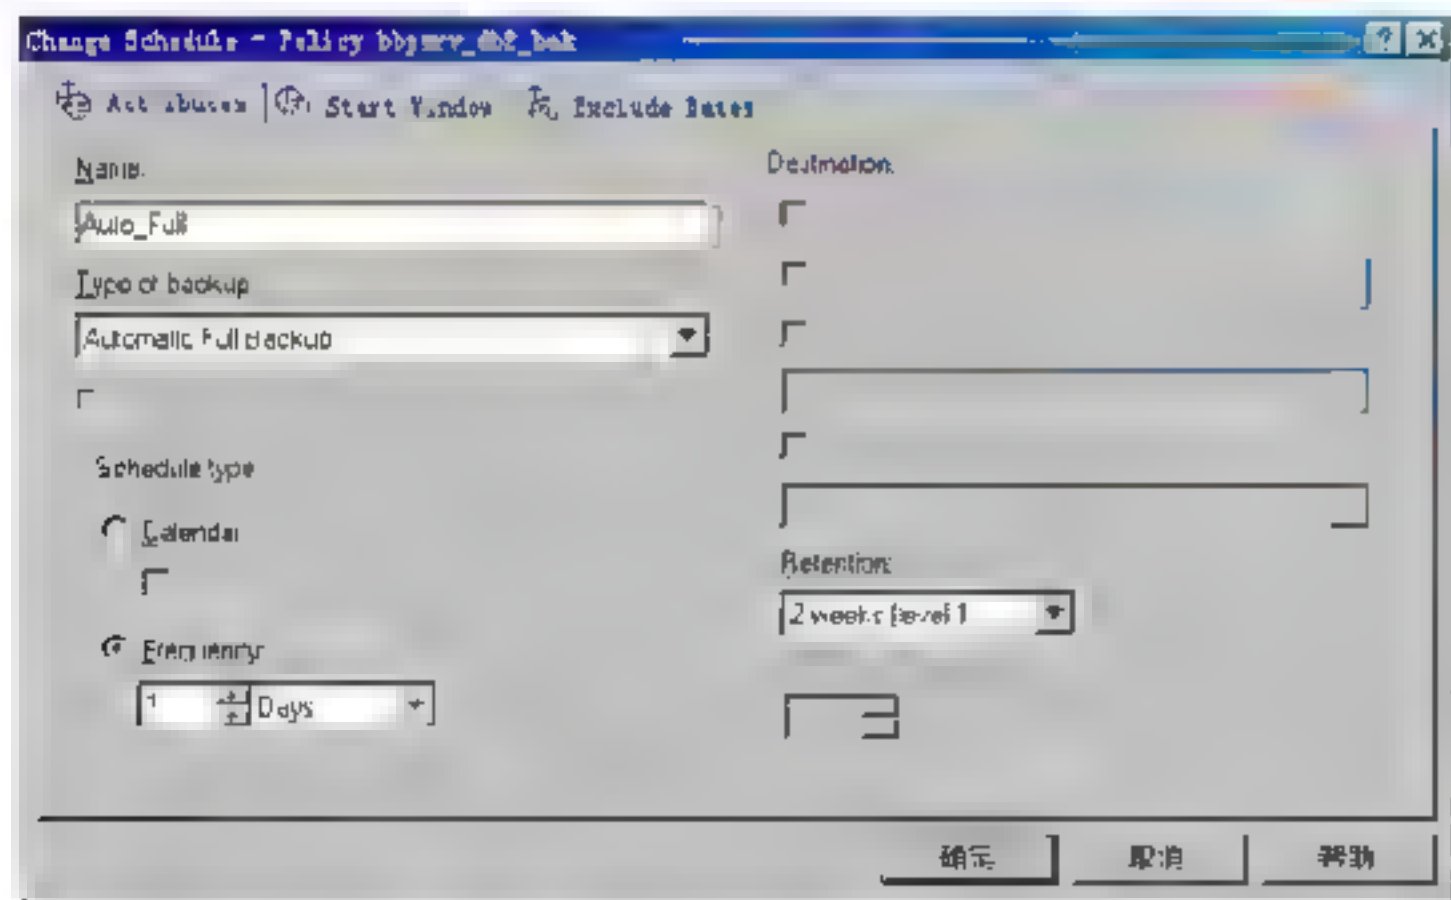 Change Schedule - Policy bbpsrv_db2_bak
Attributes Start Window Exclude Dates
Name:
Auto_Full
Type of backup
Automatic Full Backup
Schedule type
Calendar
Frequency:
1 Days
Destination:
Retention:
2 weeks (level 1
确定 取消 帮助